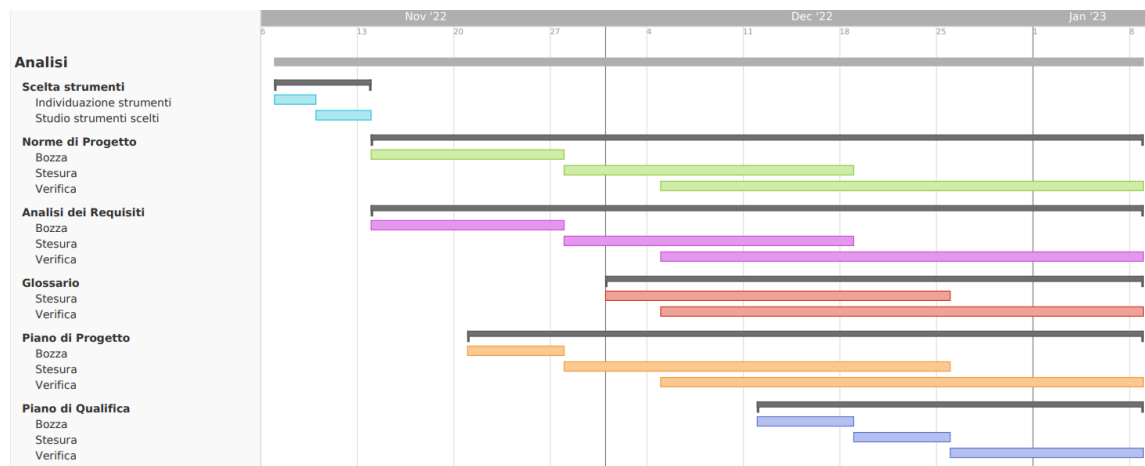 Nov '22 Dec '22 Jan '23
6 13 20 27 4 11 18 25 1 8
Analisi
Scelta strumenti
Individuazione strumenti
Studio strumenti scelti
Norme di Progetto
Bozza
Stesura
Verifica
Analisi dei Requisiti
Bozza
Stesura
Verifica
Glossario
Stesura
Verifica
Piano di Progetto
Bozza
Stesura
Verifica
Piano di Qualifica
Bozza
Stesura
Verifica